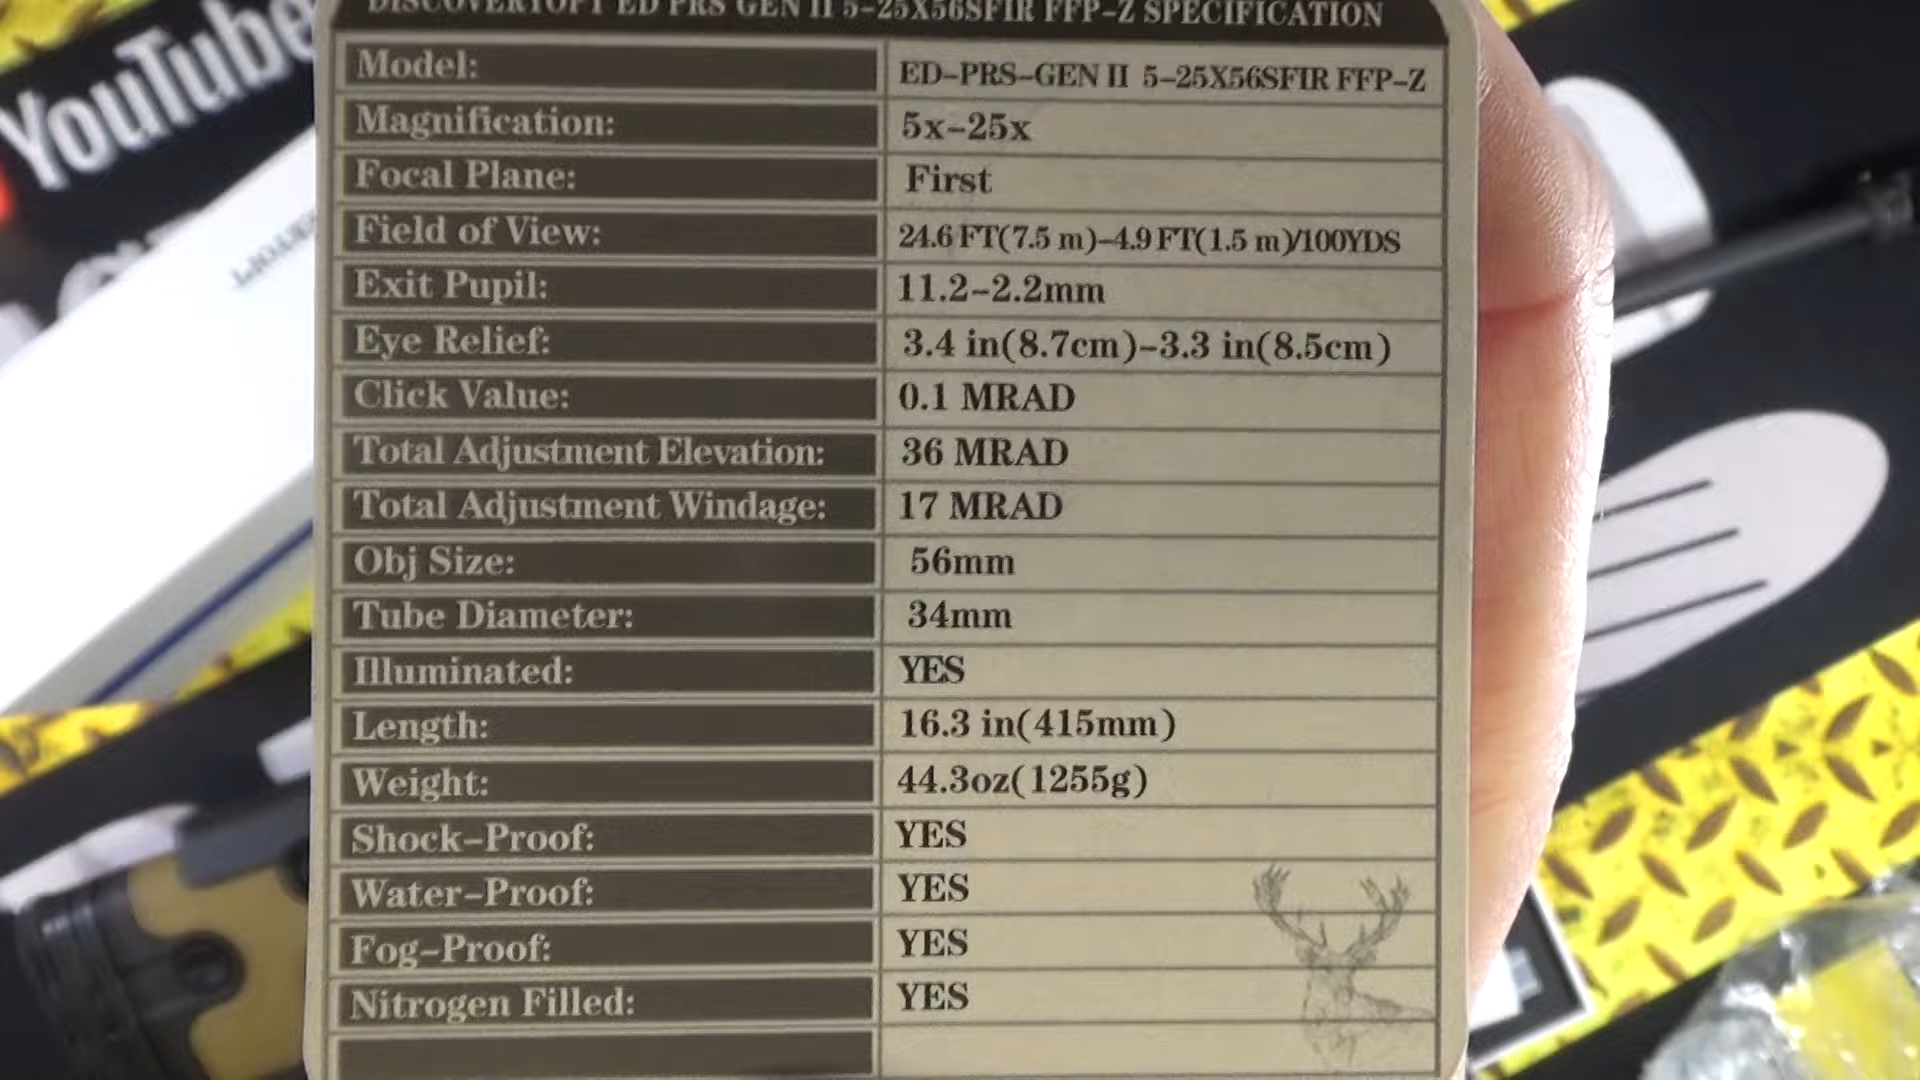 YouTube
DISCOVERYOPT ED PRS GEN II 5-25X56SFIR FFP-Z SPECIFICATION
Model: ED-PRS-GEN II 5-25X56SFIR FFP-Z
Magnification: 5x-25x
Focal Plane: First
Field of View: 24.6 FT(7.5 m)-4.9 FT(1.5 m)/100YDS
Exit Pupil: 11.2-2.2mm
Eye Relief: 3.4 in(8.7cm)-3.3 in(8.5cm)
Click Value: 0.1 MRAD
Total Adjustment Elevation: 36 MRAD
Total Adjustment Windage: 17 MRAD
Obj Size: 56mm
Tube Diameter: 34mm
Illuminated: YES
Length: 16.3 in(415mm)
Weight: 44.3oz(1255g)
Shock-Proof: YES
Water-Proof: YES
Fog-Proof: YES
Nitrogen Filled: YES